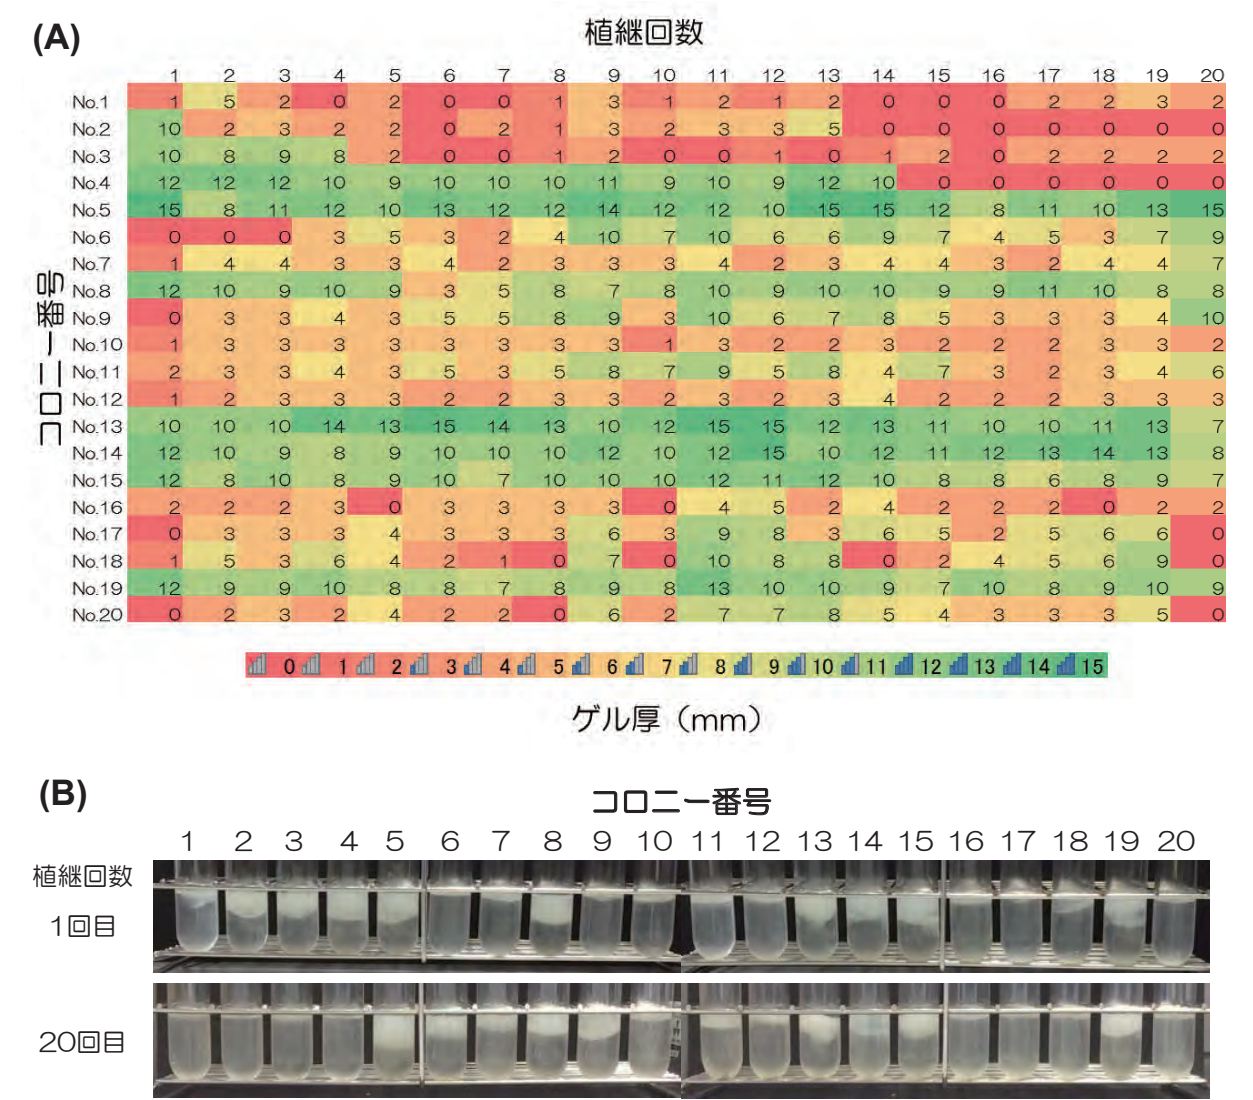 (A)
植継回数
1 2 3 4 5 6 7 8 9 10 11 12 13 14 15 16 17 18 19 20
コロニー番号
No.1 1 5 2 0 2 0 0 1 3 1 2 1 2 0 0 0 2 2 3 2
No.2 10 2 3 2 2 0 2 1 3 2 3 3 5 0 0 0 0 0 0 0
No.3 10 8 9 8 2 0 0 1 2 0 0 1 0 1 2 0 2 2 2 2
No.4 12 12 12 10 9 10 10 10 11 9 10 9 12 10 0 0 0 0 0 0
No.5 15 8 11 12 10 13 12 12 14 12 12 10 15 15 12 8 11 10 13 15
No.6 0 0 0 3 5 3 2 4 10 7 10 6 6 9 7 4 5 3 7 9
No.7 1 4 4 3 3 4 2 3 3 3 4 2 3 4 4 3 2 4 4 7
No.8 12 10 9 10 9 3 5 8 7 8 10 9 10 10 9 9 11 10 8 8
No.9 0 3 3 4 3 5 5 8 9 3 10 6 7 8 5 3 3 3 4 10
No.10 1 3 3 3 3 3 3 3 3 1 3 2 2 3 2 2 2 3 3 2
No.11 2 3 3 4 3 5 3 5 8 7 9 5 8 4 7 3 2 3 4 6
No.12 1 2 3 3 3 2 2 3 3 2 3 2 3 4 2 2 2 3 3 3
No.13 10 10 10 14 13 15 14 13 10 12 15 15 12 13 11 10 10 11 13 7
No.14 12 10 9 8 9 10 10 10 12 10 12 15 10 12 11 12 13 14 13 8
No.15 12 8 10 8 9 10 7 10 10 10 12 11 12 10 8 8 6 8 9 7
No.16 2 2 2 3 0 3 3 3 3 0 4 5 2 4 2 2 2 0 2 2
No.17 0 3 3 3 4 3 3 3 6 3 9 8 3 6 5 2 5 6 6 0
No.18 1 5 3 6 4 2 1 0 7 0 10 8 8 0 2 4 5 6 9 0
No.19 12 9 9 10 8 8 7 8 9 8 13 10 10 9 7 10 8 9 10 9
No.20 0 2 3 2 4 2 2 0 6 2 7 7 8 5 4 3 3 3 5 0
0 1 2 3 4 5 6 7 8 9 10 11 12 13 14 15
ゲル厚（mm）
(B)
コロニー番号
1 2 3 4 5 6 7 8 9 10 11 12 13 14 15 16 17 18 19 20
植継回数
1回目
20回目